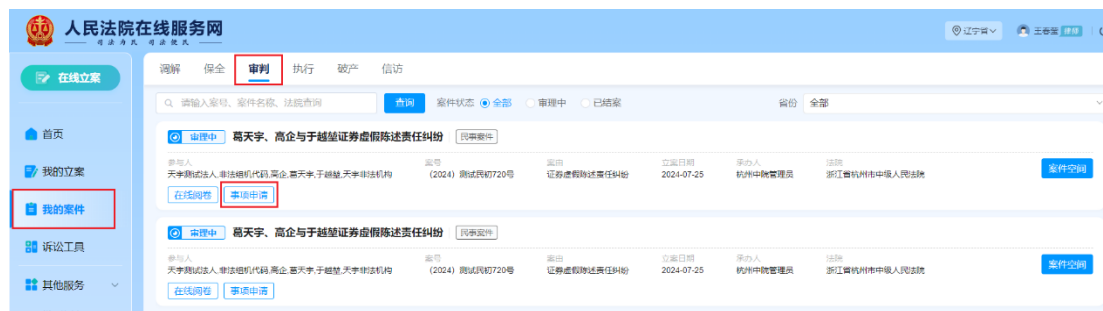 人民法院在线服务网
司法为民 司法便民
辽宁省
在线立案
调解 保全 审判 执行 破产 信访
请输入案号、案件名称、法院查询 查询 案件状态 全部 审理中 已结案 省份 全部
首页
我的立案
我的案件
诉讼工具
其他服务
审理中 葛天宇、高企与于越堃证券虚假陈述责任纠纷 民事案件
参与人 案号 案由 立案日期 承办人 法院
天宇测试法人,非法组机代码,高企,葛天宇,于越堃,天宇非法机构 (2024) 测试民初720号 证券虚假陈述责任纠纷 2024-07-25 杭州中院管理员 浙江省杭州市中级人民法院 案件空间
在线阅卷 事项申请
审理中 葛天宇、高企与于越堃证券虚假陈述责任纠纷 民事案件
参与人 案号 案由 立案日期 承办人 法院
天宇测试法人,非法组机代码,高企,葛天宇,于越堃,天宇非法机构 (2024) 测试民初720号 证券虚假陈述责任纠纷 2024-07-25 杭州中院管理员 浙江省杭州市中级人民法院 案件空间
在线阅卷 事项申请